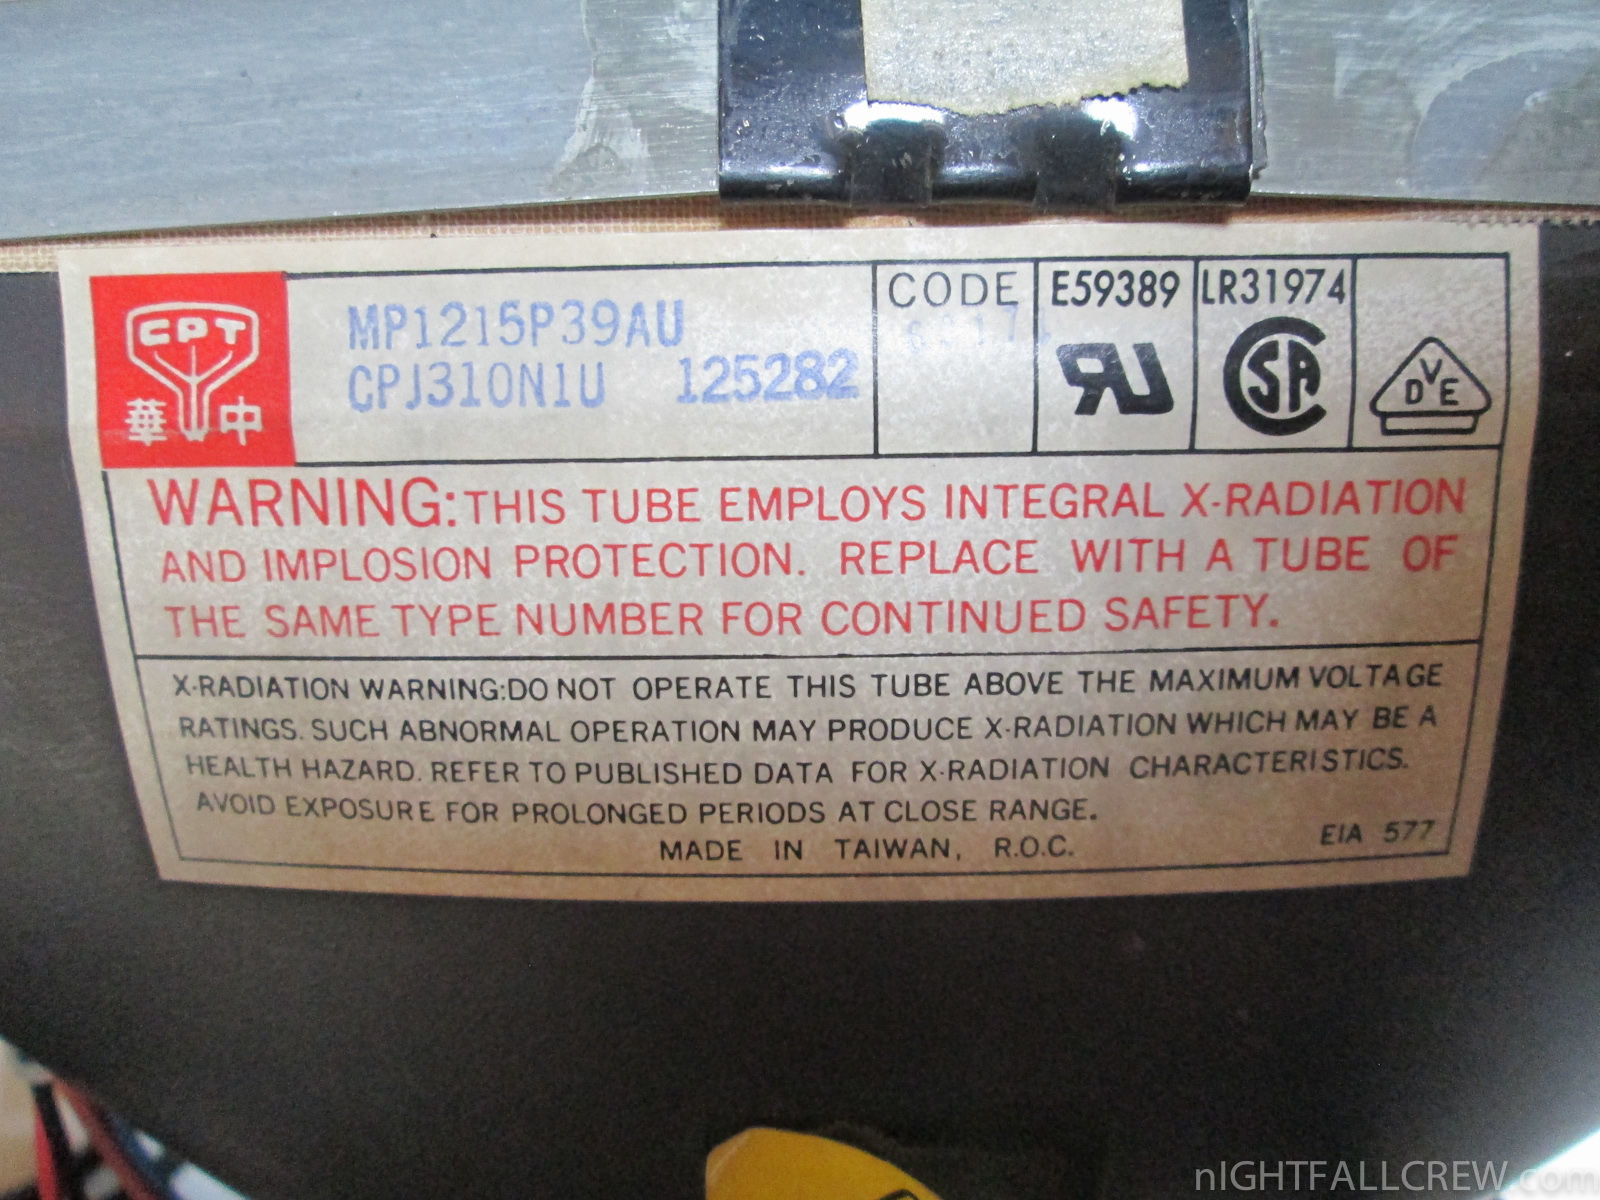 CPT
華 中
MP1215P39AU
CPJ310N1U 125282
CODE
E59389
LR31974
CSA
DVE
WARNING: THIS TUBE EMPLOYS INTEGRAL X-RADIATION
AND IMPLOSION PROTECTION. REPLACE WITH A TUBE OF
THE SAME TYPE NUMBER FOR CONTINUED SAFETY.
X-RADIATION WARNING:DO NOT OPERATE THIS TUBE ABOVE THE MAXIMUM VOLTAGE
RATINGS. SUCH ABNORMAL OPERATION MAY PRODUCE X-RADIATION WHICH MAY BE A
HEALTH HAZARD. REFER TO PUBLISHED DATA FOR X-RADIATION CHARACTERISTICS.
AVOID EXPOSURE FOR PROLONGED PERIODS AT CLOSE RANGE.
MADE IN TAIWAN, R.O.C.
EIA 577
nIGHTFALLCREW.com